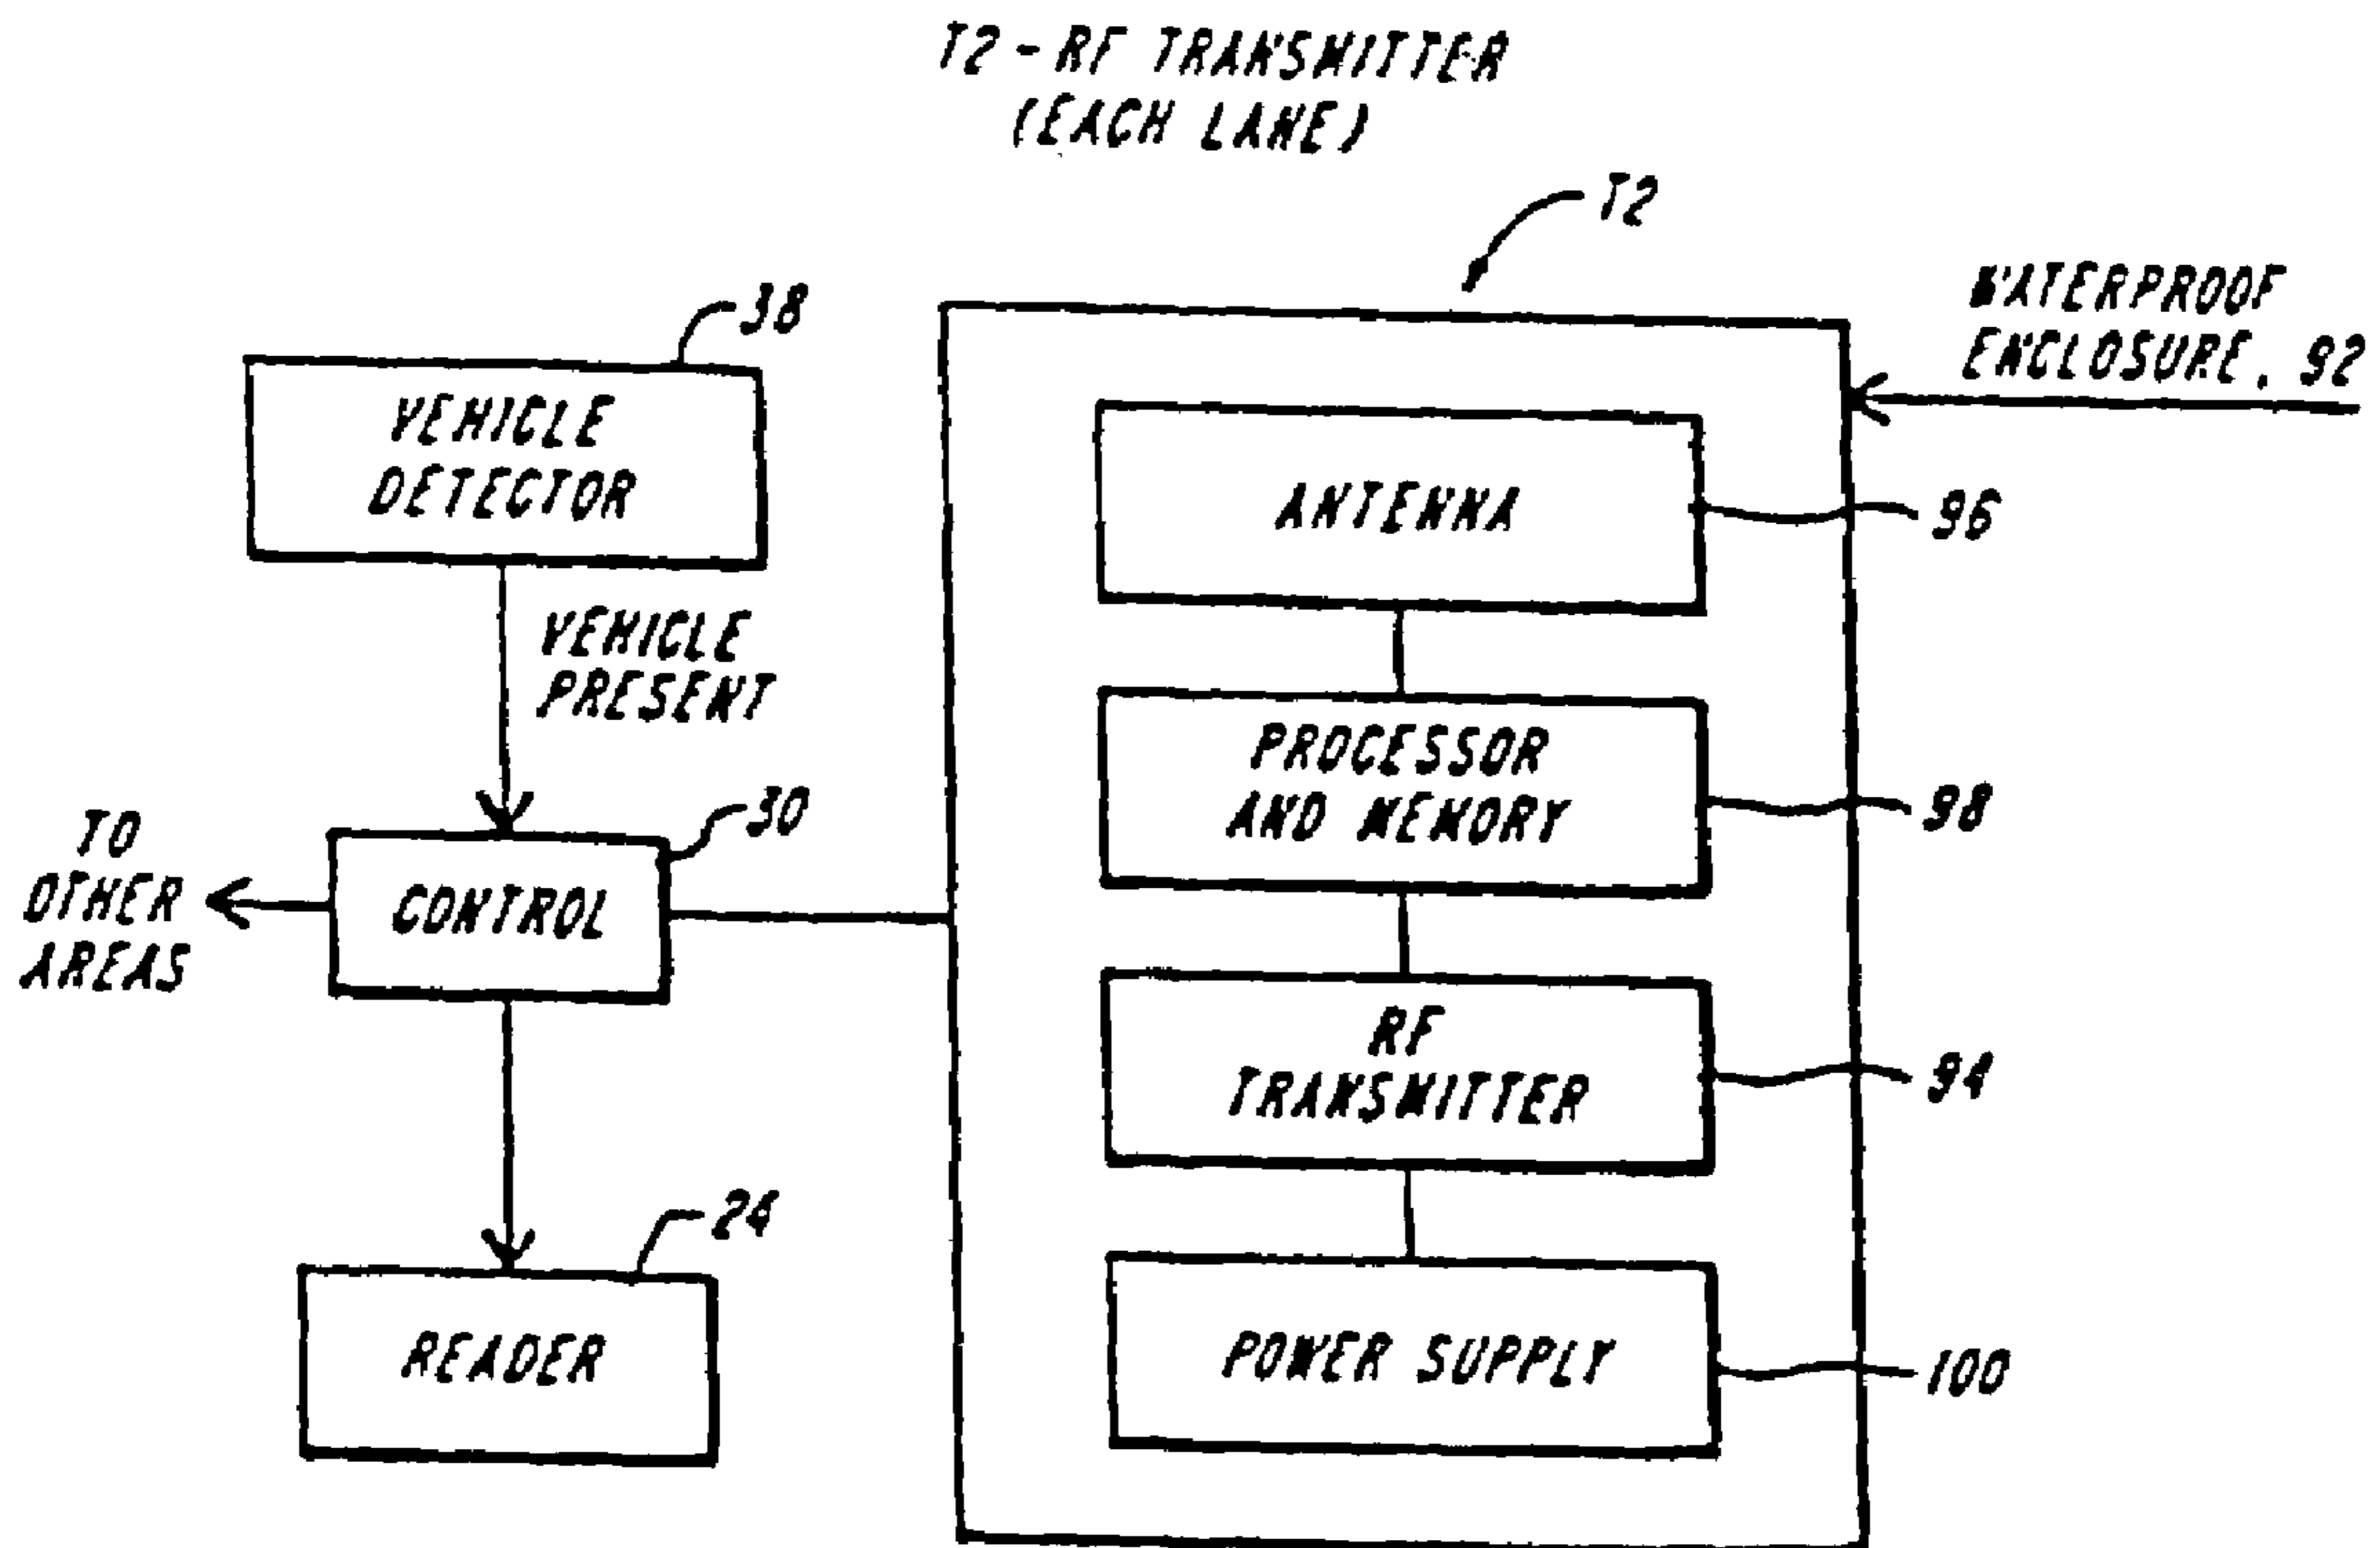 T2 - RF TRANSMITTER
(EACH LANE)
T2
WATERPROOF
ENCLOSURE, 92
38
VEHICLE
DETECTOR
VEHICLE
PRESENT
30
TO
OTHER
AREAS
CONTROL
24
READER
ANTENNA
96
PROCESSOR
AND MEMORY
98
RF
TRANSMITTER
94
POWER SUPPLY
100